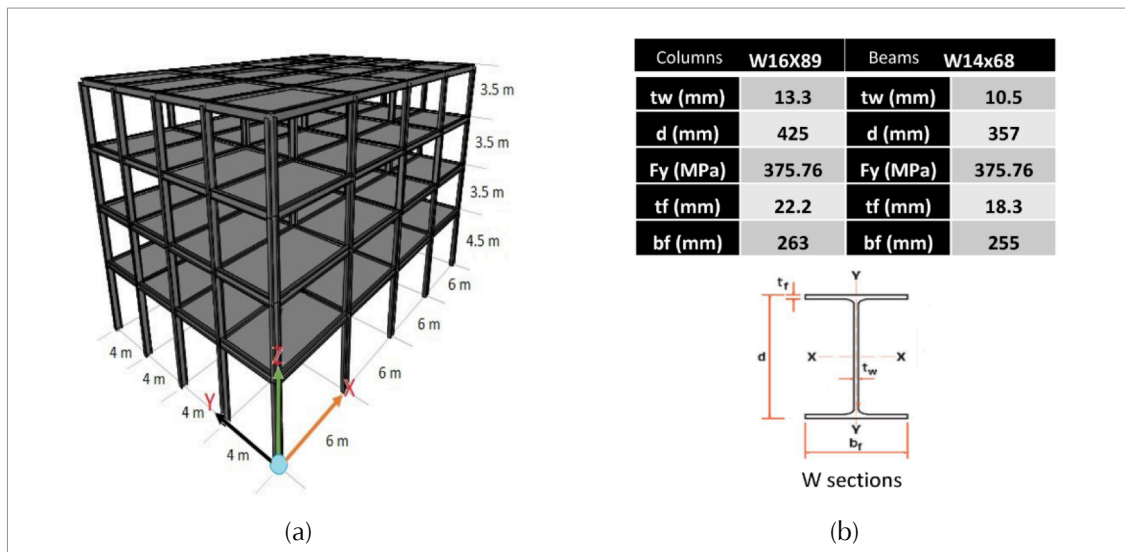 3.5 m
3.5 m
3.5 m
4.5 m
6 m
6 m
6 m
6 m
4 m
4 m
4 m
4 m
Z
X
Y
(a)
Columns W16X89 Beams W14x68
tw (mm) 13.3 tw (mm) 10.5
d (mm) 425 d (mm) 357
Fy (MPa) 375.76 Fy (MPa) 375.76
tf (mm) 22.2 tf (mm) 18.3
bf (mm) 263 bf (mm) 255
Y
tf
d
X X
tw
Y
bf
W sections
(b)